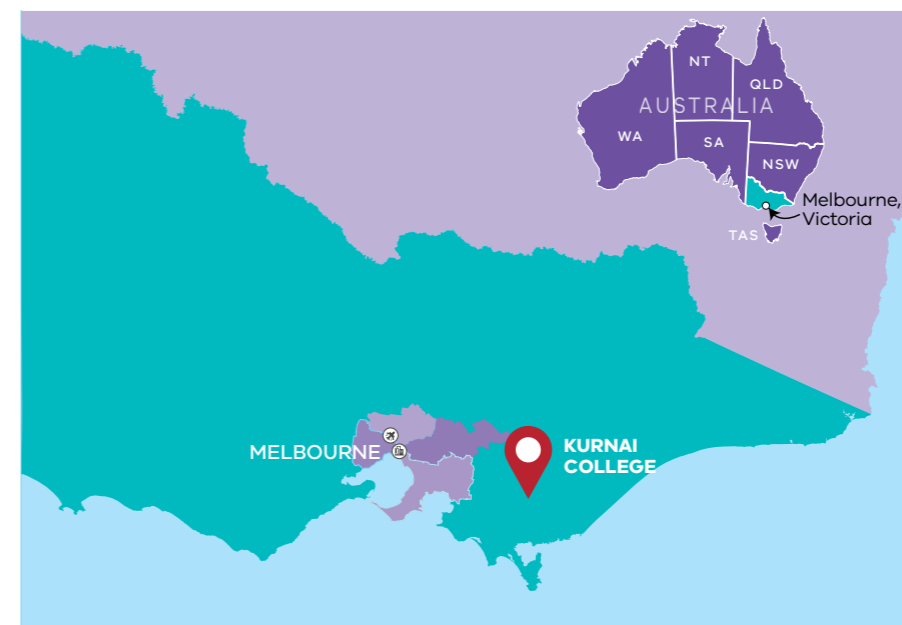 NT
QLD
AUSTRALIA
WA
SA
NSW
Melbourne,
Victoria
TAS
MELBOURNE
KURNAI
COLLEGE